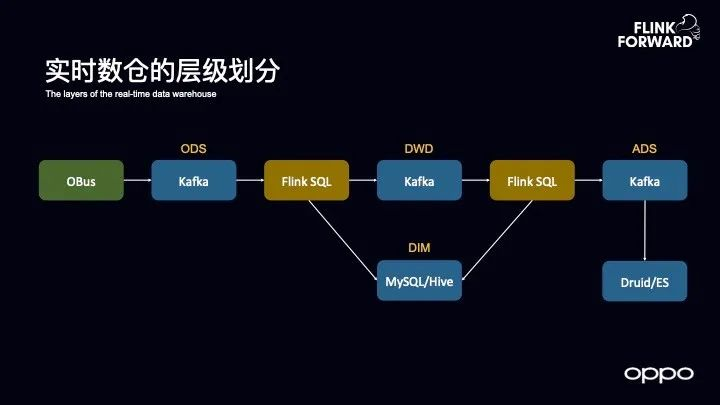 FLINK
FORWARD
实时数仓的层级划分
The layers of the real-time data warehouse
ODS
DWD
ADS
OBus
Kafka
Flink SQL
Kafka
Flink SQL
Kafka
DIM
MySQL/Hive
Druid/ES
oppo